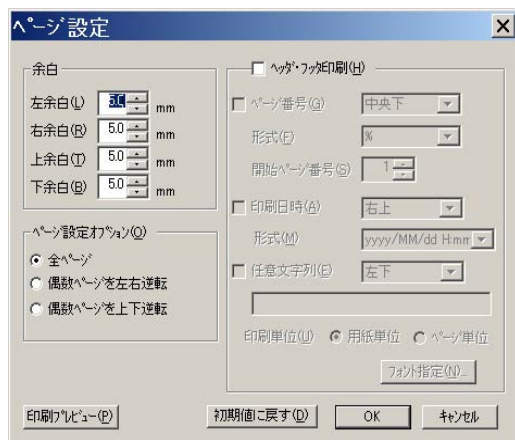 ﾍﾟｰｼﾞ設定
余白
左余白(L) 5.0 mm
右余白(R) 5.0 mm
上余白(T) 5.0 mm
下余白(B) 5.0 mm
ﾍﾟｰｼﾞ設定ｵﾌﾟｼｮﾝ(O)
全ﾍﾟｰｼﾞ
偶数ﾍﾟｰｼﾞを左右逆転
偶数ﾍﾟｰｼﾞを上下逆転
ﾍｯﾀﾞ･ﾌｯﾀ印刷(H)
ﾍﾟｰｼﾞ番号(G) 中央下
形式(F) %
開始ﾍﾟｰｼﾞ番号(S) 1
印刷日時(A) 右上
形式(M) yyyy/MM/dd H:mm
任意文字列(E) 左下
印刷単位(U) 用紙単位 ﾍﾟｰｼﾞ単位
ﾌｫﾝﾄ指定(N)...
印刷ﾌﾟﾚﾋﾞｭｰ(P) 初期値に戻す(D) OK ｷｬﾝｾﾙ